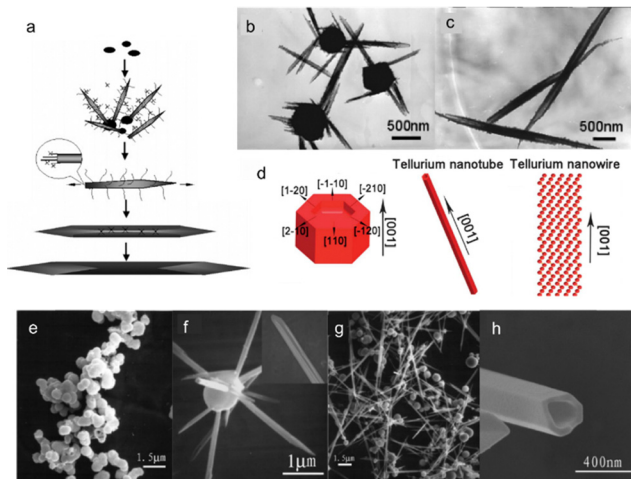 a
b
500nm
c
500nm
d
Tellurium nanotube
Tellurium nanowire
[1-20]
[-1-10]
[-210]
[2-10]
[110]
[-120]
[001]
[001]
[001]
e
1.5μm
f
1μm
g
1.5μm
h
400nm